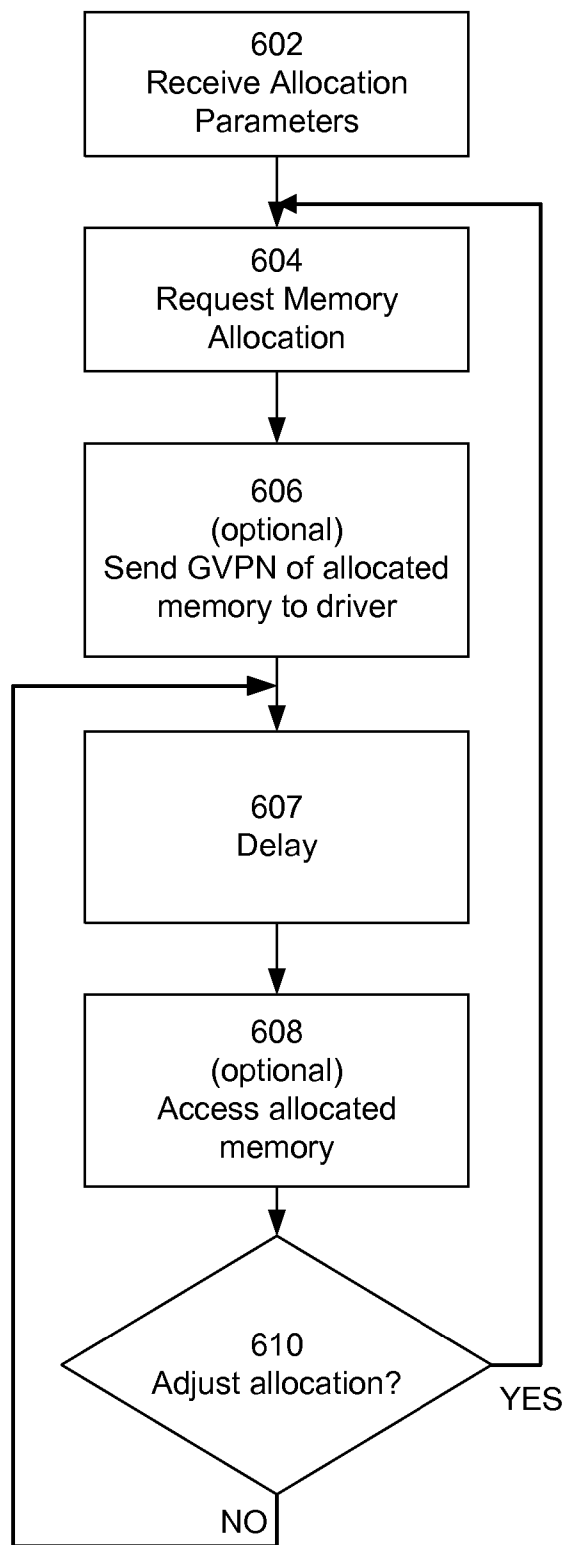 602
Receive Allocation
Parameters
604
Request Memory
Allocation
606
(optional)
Send GVPN of allocated
memory to driver
607
Delay
608
(optional)
Access allocated
memory
610
Adjust allocation?
YES
NO